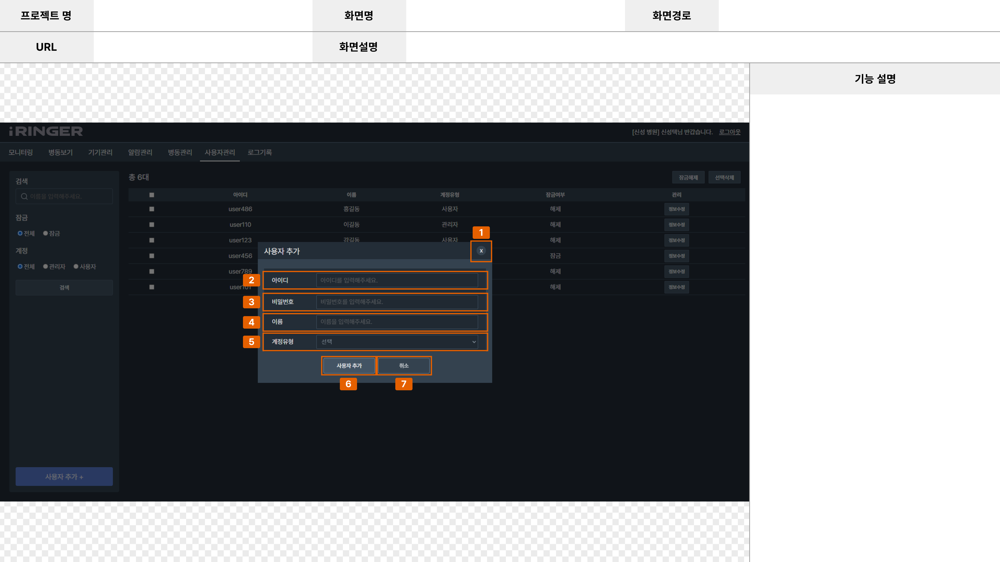 프로젝트 명
화면명
화면경로
URL
화면설명
기능 설명
iRINGER
[신성 병원] 신성택님 반갑습니다. 로그아웃
모니터링 병동보기 기기관리 알람관리 병동관리 사용자관리 로그기록
검색
이름을 입력해주세요.
잠금
전체 잠금
계정
전체 관리자 사용자
검색
사용자 추가 +
총 6대
잠금해제 선택삭제
아이디 이름 계정유형 잠금여부 관리
user486 홍길동 사용자 해제 정보수정
user110 이길동 관리자 해제 정보수정
user123 강길동 사용자 해제 정보수정
user456 잠금 정보수정
user789 해제 정보수정
user101 해제 정보수정
1
사용자 추가 x
2 아이디 아이디를 입력해주세요.
3 비밀번호 비밀번호를 입력해주세요.
4 이름 이름을 입력해주세요.
5 계정유형 선택
사용자 추가 취소
6 7